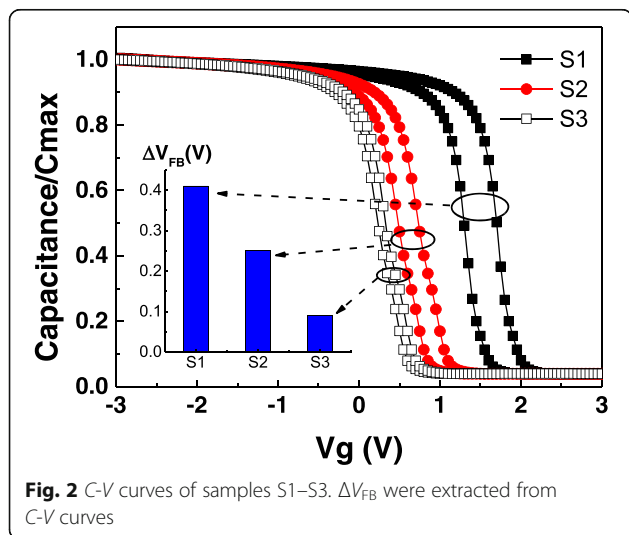 1.0
0.8
0.6
0.4
0.2
0.0
Capacitance/Cmax
-3
-2
-1
0
1
2
3
Vg (V)
S1
S2
S3
ΔV_FB(V)
0.4
0.3
0.2
0.1
0.0
S1
S2
S3
Fig. 2 C-V curves of samples S1–S3. ΔV_FB were extracted from
C-V curves